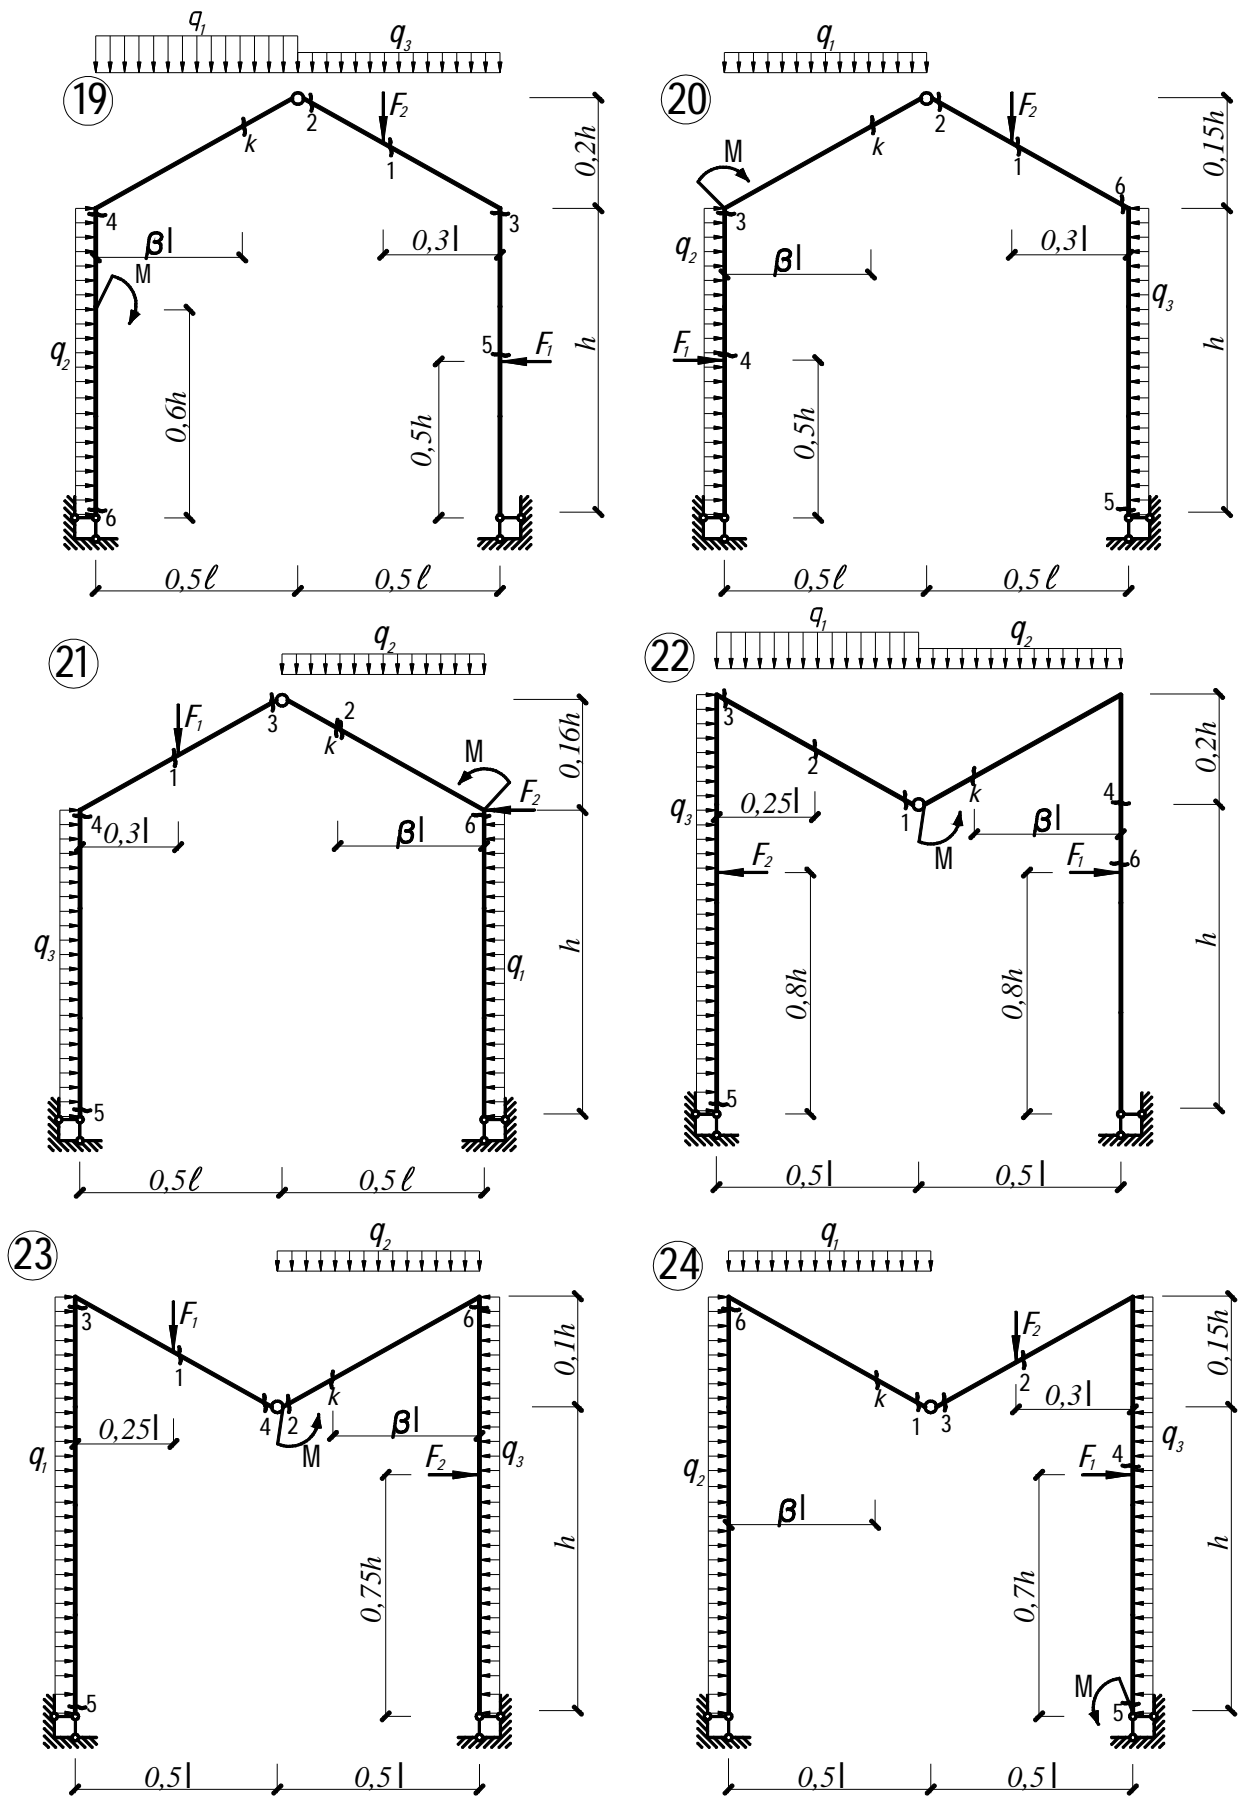 19
q₁
q₃
F₂
2
k
1
0,2h
4
3
βl
0,3l
M
q₂
5
F₁
h
0,6h
0,5h
6
0,5ℓ
0,5ℓ
20
q₁
F₂
2
M
k
1
0,15h
3
6
q₂
βl
0,3l
q₃
F₁
4
h
0,5h
5
0,5ℓ
0,5ℓ
21
q₂
3
F₁
2
k
1
M
0,16h
F₂
4
0,3l
βl
6
q₃
q₁
h
5
0,5ℓ
0,5ℓ
22
q₁
q₂
3
2
k
0,2h
q₃
0,25l
1
βl
4
M
F₂
F₁
6
0,8h
0,8h
h
5
0,5l
0,5l
23
q₂
3
F₁
6
1
k
0,1h
4
2
0,25l
M
βl
q₁
F₂
q₃
0,75h
h
5
0,5l
0,5l
24
q₁
6
F₂
2
0,15h
k
1
3
0,3l
q₂
F₁
4
q₃
βl
0,7h
h
M
5
0,5l
0,5l